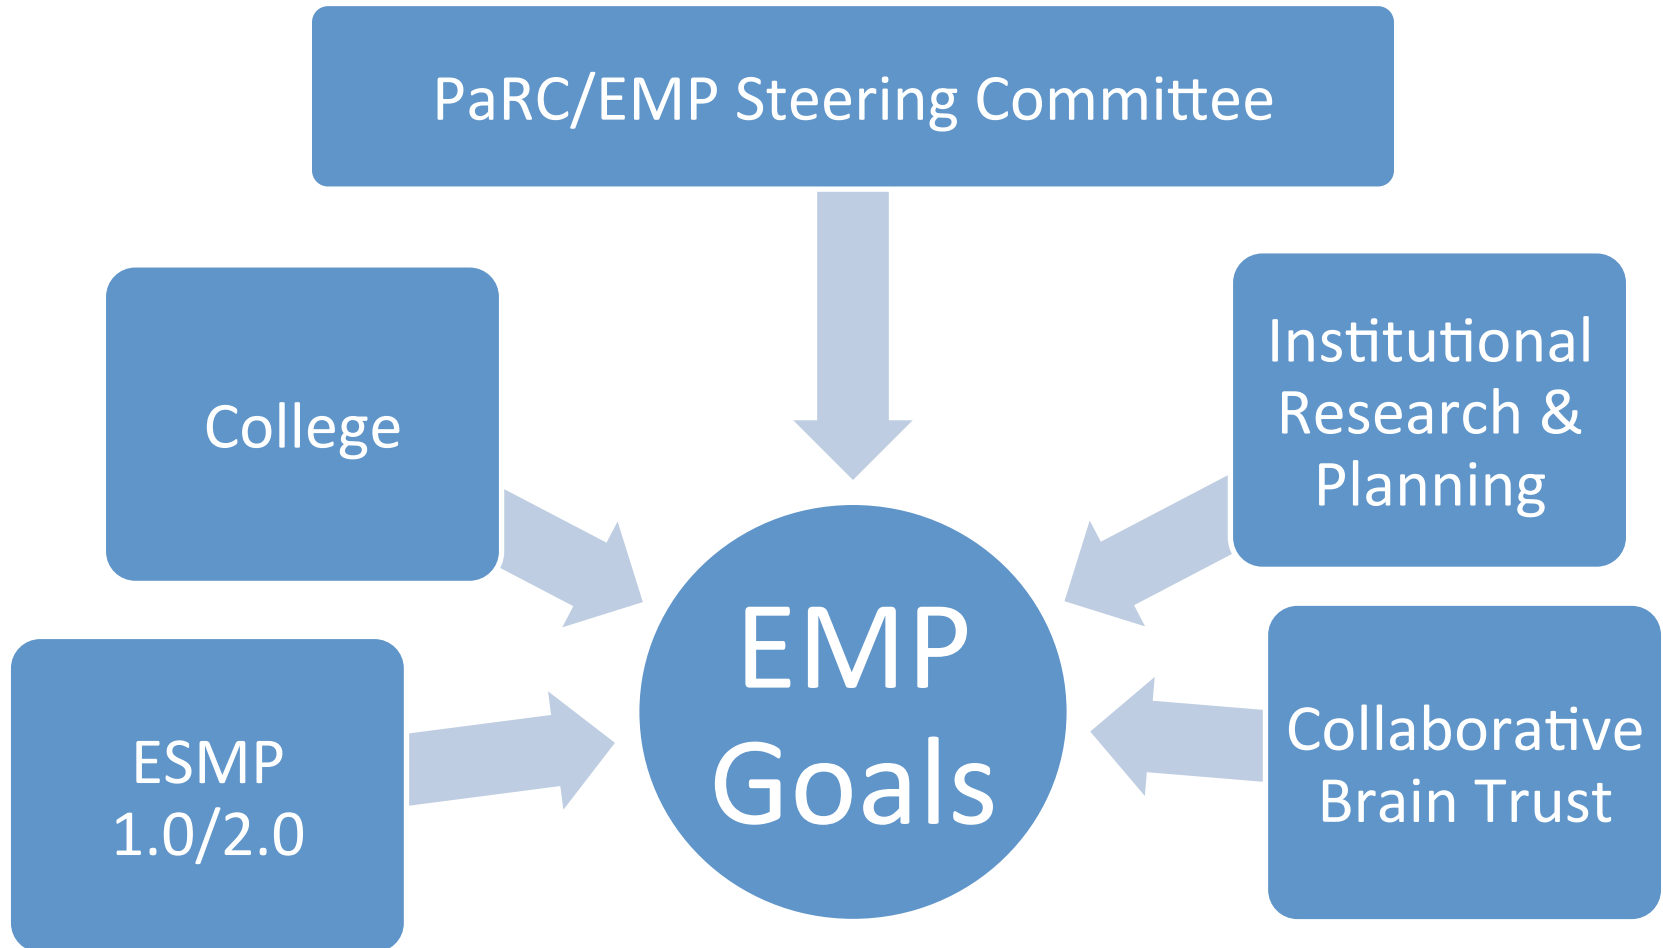 PaRC/EMP Steering Committee
College
Institutional
Research &
Planning
EMP
Goals
ESMP
1.0/2.0
Collaborative
Brain Trust